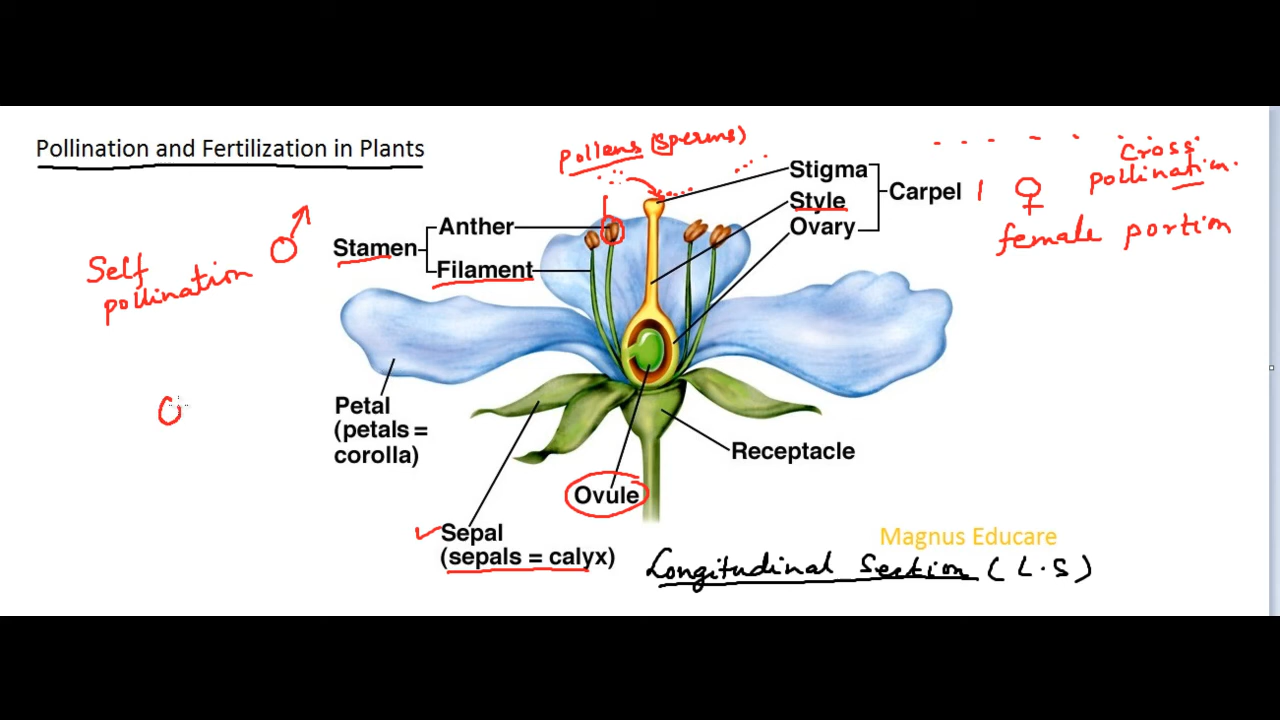 Pollination and Fertilization in Plants
pollens (sperms)
cross
pollination.
Stigma
Style
Ovary
Carpel
♀
female portion
Anther
Stamen
Filament
♂
Self
pollination
Petal
(petals =
corolla)
Receptacle
Ovule
Sepal
(sepals = calyx)
Magnus Educare
Longitudinal Section (L.S)